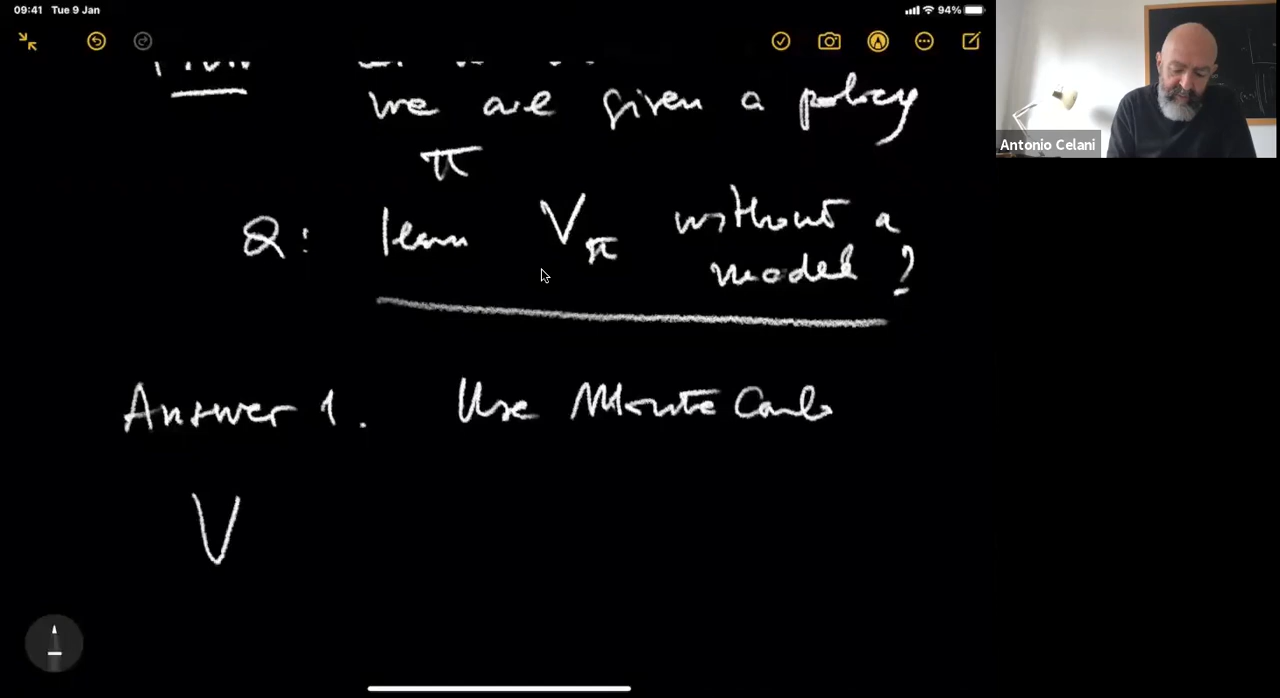 09:41 Tue 9 Jan 94%
Antonio Celani
we are given a policy
π
Q: learn Vπ without a
model ?
Answer 1. Use Monte Carlo
V